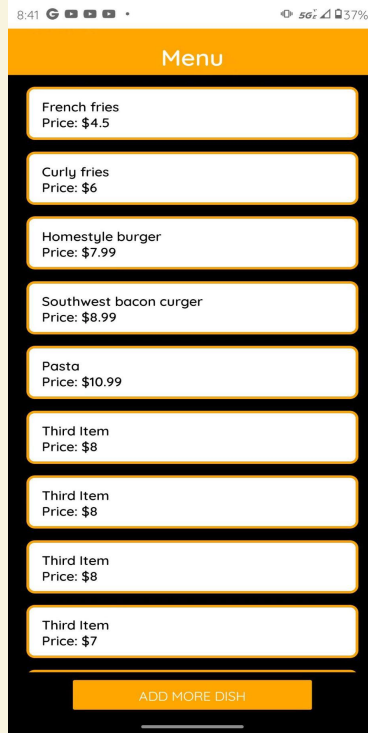 8:41 G
5G 37%
Menu
French fries
Price: $4.5
Curly fries
Price: $6
Homestyle burger
Price: $7.99
Southwest bacon curger
Price: $8.99
Pasta
Price: $10.99
Third Item
Price: $8
Third Item
Price: $8
Third Item
Price: $8
Third Item
Price: $7
ADD MORE DISH